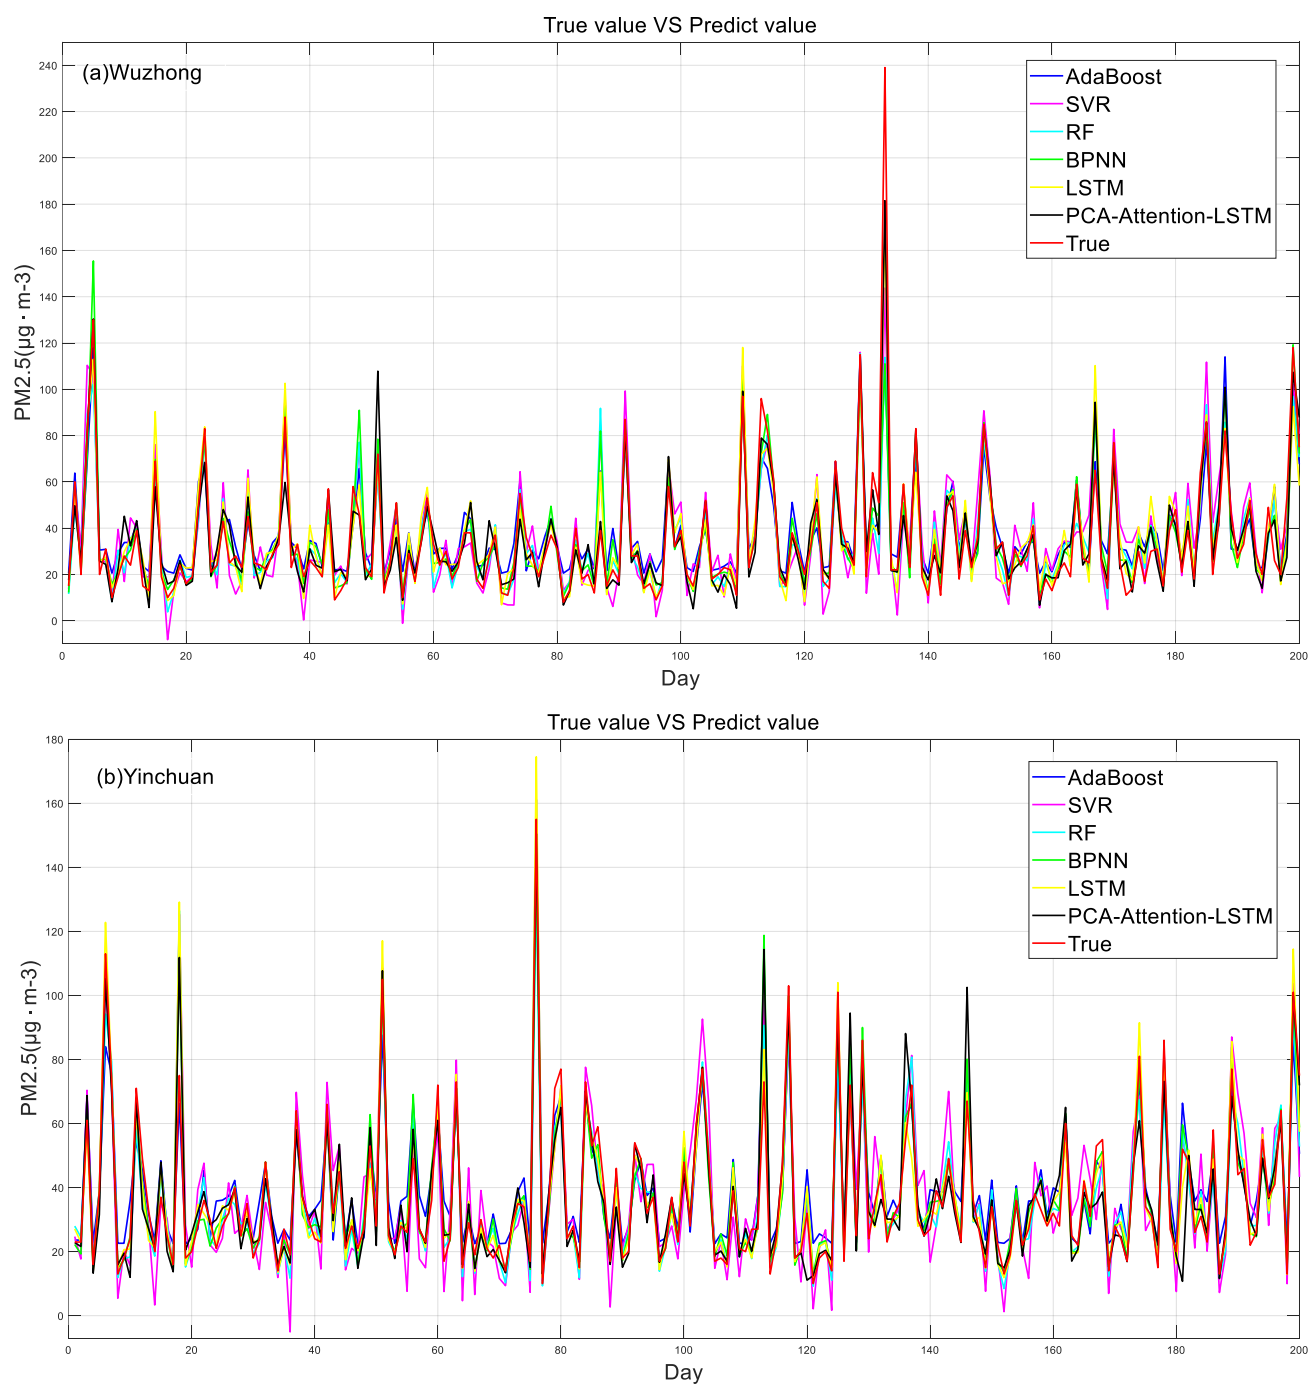 True value VS Predict value
(a)Wuzhong
AdaBoost
SVR
RF
BPNN
LSTM
PCA-Attention-LSTM
True
PM2.5(μg·m-3)
240
220
200
180
160
140
120
100
80
60
40
20
0
0 20 40 60 80 100 120 140 160 180 200
Day
True value VS Predict value
(b)Yinchuan
AdaBoost
SVR
RF
BPNN
LSTM
PCA-Attention-LSTM
True
PM2.5(μg·m-3)
180
160
140
120
100
80
60
40
20
0
0 20 40 60 80 100 120 140 160 180 200
Day